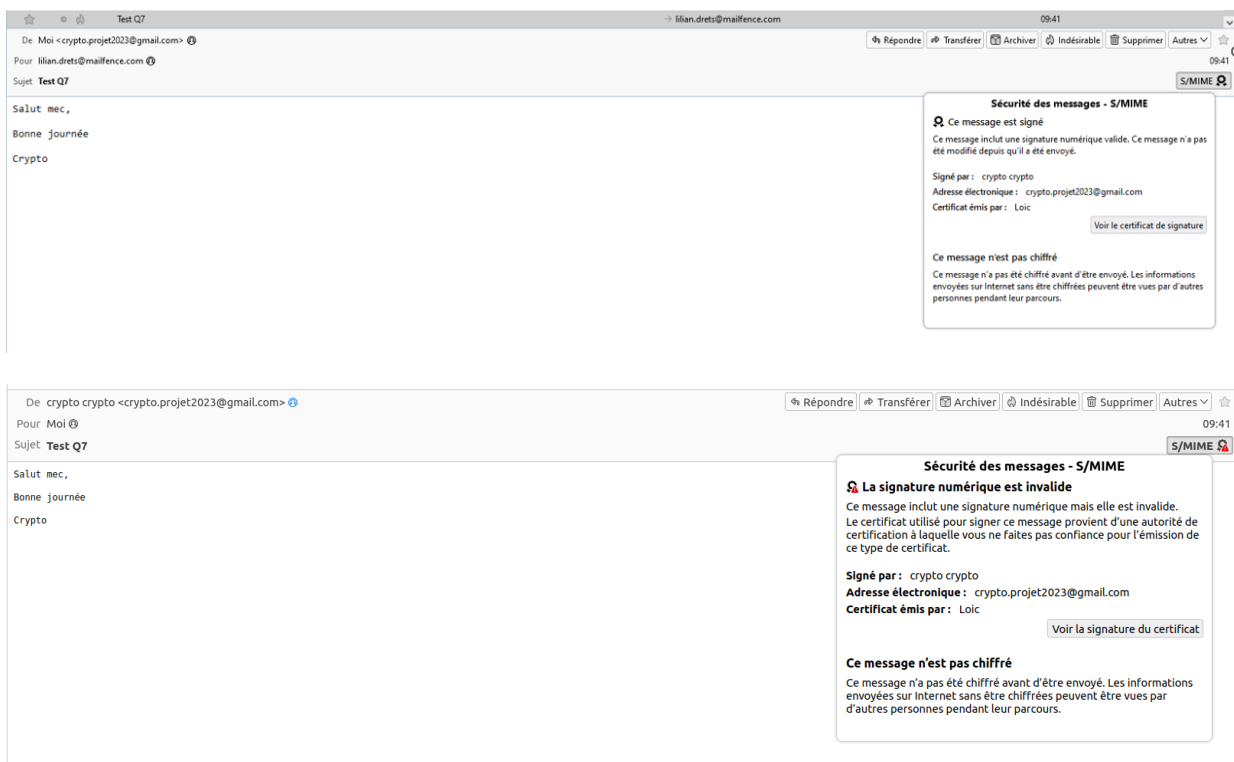 Test Q7 → lilian.drets@mailfence.com 09:41
De Moi <crypto.projet2023@gmail.com> Répondre Transférer Archiver Indésirable Supprimer Autres
Pour lilian.drets@mailfence.com 09:41
Sujet Test Q7 S/MIME
Salut mec,
Bonne journée
Crypto
Sécurité des messages - S/MIME
Ce message est signé
Ce message inclut une signature numérique valide. Ce message n'a pas
été modifié depuis qu'il a été envoyé.
Signé par : crypto crypto
Adresse électronique : crypto.projet2023@gmail.com
Certificat émis par : Loic
Voir le certificat de signature
Ce message n'est pas chiffré
Ce message n'a pas été chiffré avant d'être envoyé. Les informations
envoyées sur Internet sans être chiffrées peuvent être vues par d'autres
personnes pendant leur parcours.
De crypto crypto <crypto.projet2023@gmail.com> Répondre Transférer Archiver Indésirable Supprimer Autres
Pour Moi 09:41
Sujet Test Q7 S/MIME
Salut mec,
Bonne journée
Crypto
Sécurité des messages - S/MIME
La signature numérique est invalide
Ce message inclut une signature numérique mais elle est invalide.
Le certificat utilisé pour signer ce message provient d'une autorité de
certification à laquelle vous ne faites pas confiance pour l'émission de
ce type de certificat.
Signé par : crypto crypto
Adresse électronique : crypto.projet2023@gmail.com
Certificat émis par : Loic
Voir la signature du certificat
Ce message n'est pas chiffré
Ce message n'a pas été chiffré avant d'être envoyé. Les informations
envoyées sur Internet sans être chiffrées peuvent être vues par
d'autres personnes pendant leur parcours.